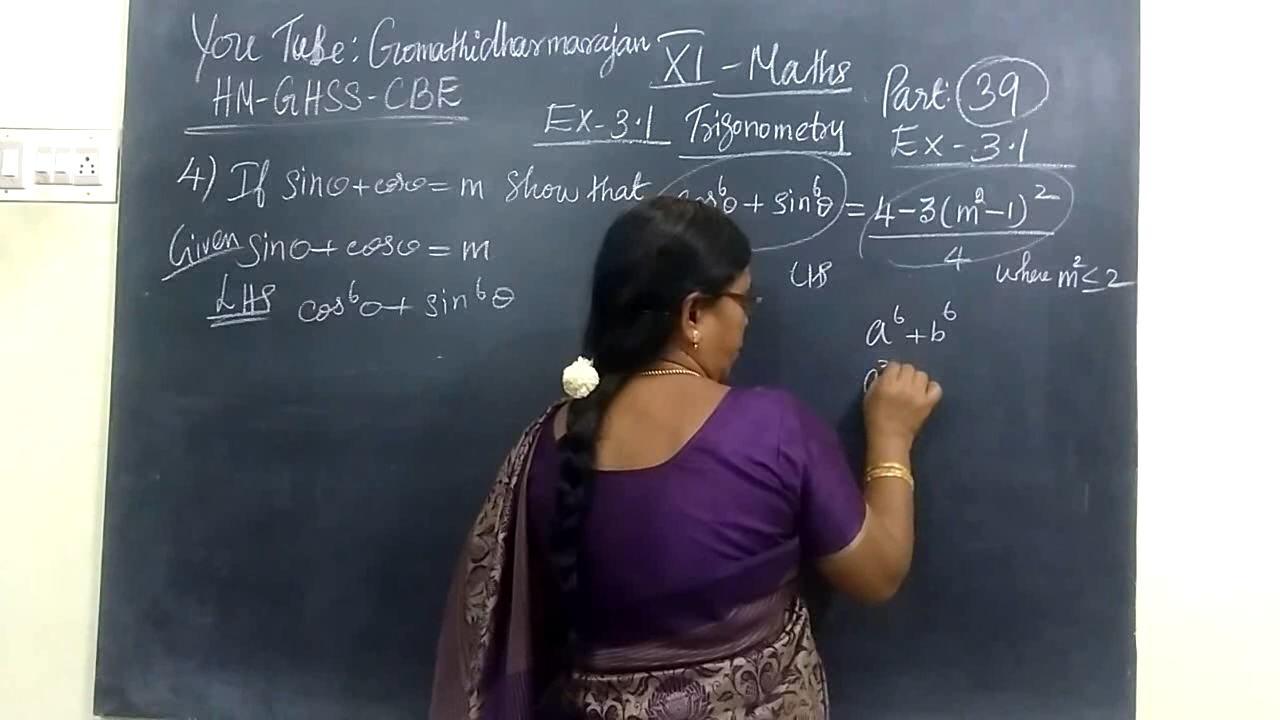 You Tube: Gomathidharmarajan
HM-GHSS-CBE
XI - Maths
Ex-3.1 Trigonometry
Part: 39
Ex-3.1
4) If sinθ+cosθ=m Show that cos⁶θ+sin⁶θ = 4-3(m²-1)²
4
where m²≤2
Given sinθ+cosθ=m
LHS cos⁶θ+sin⁶θ
LHS
a⁶+b⁶